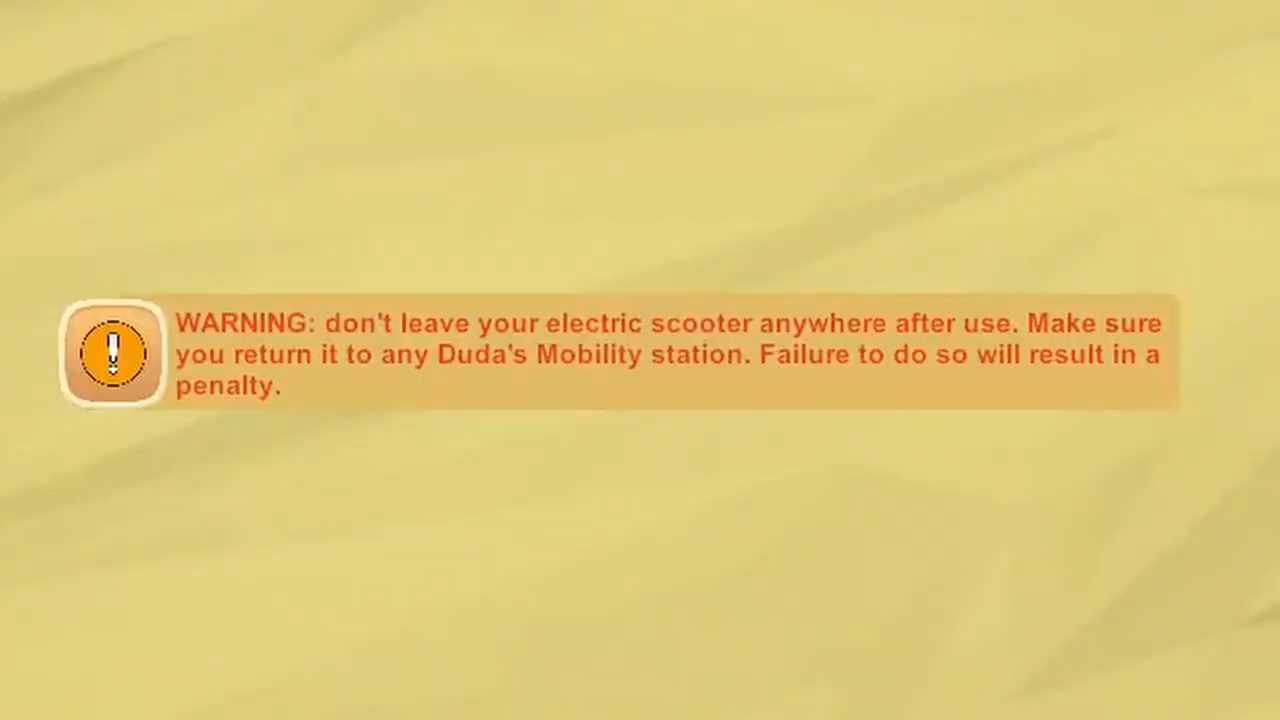 WARNING: don't leave your electric scooter anywhere after use. Make sure
you return it to any Duda's Mobility station. Failure to do so will result in a
penalty.